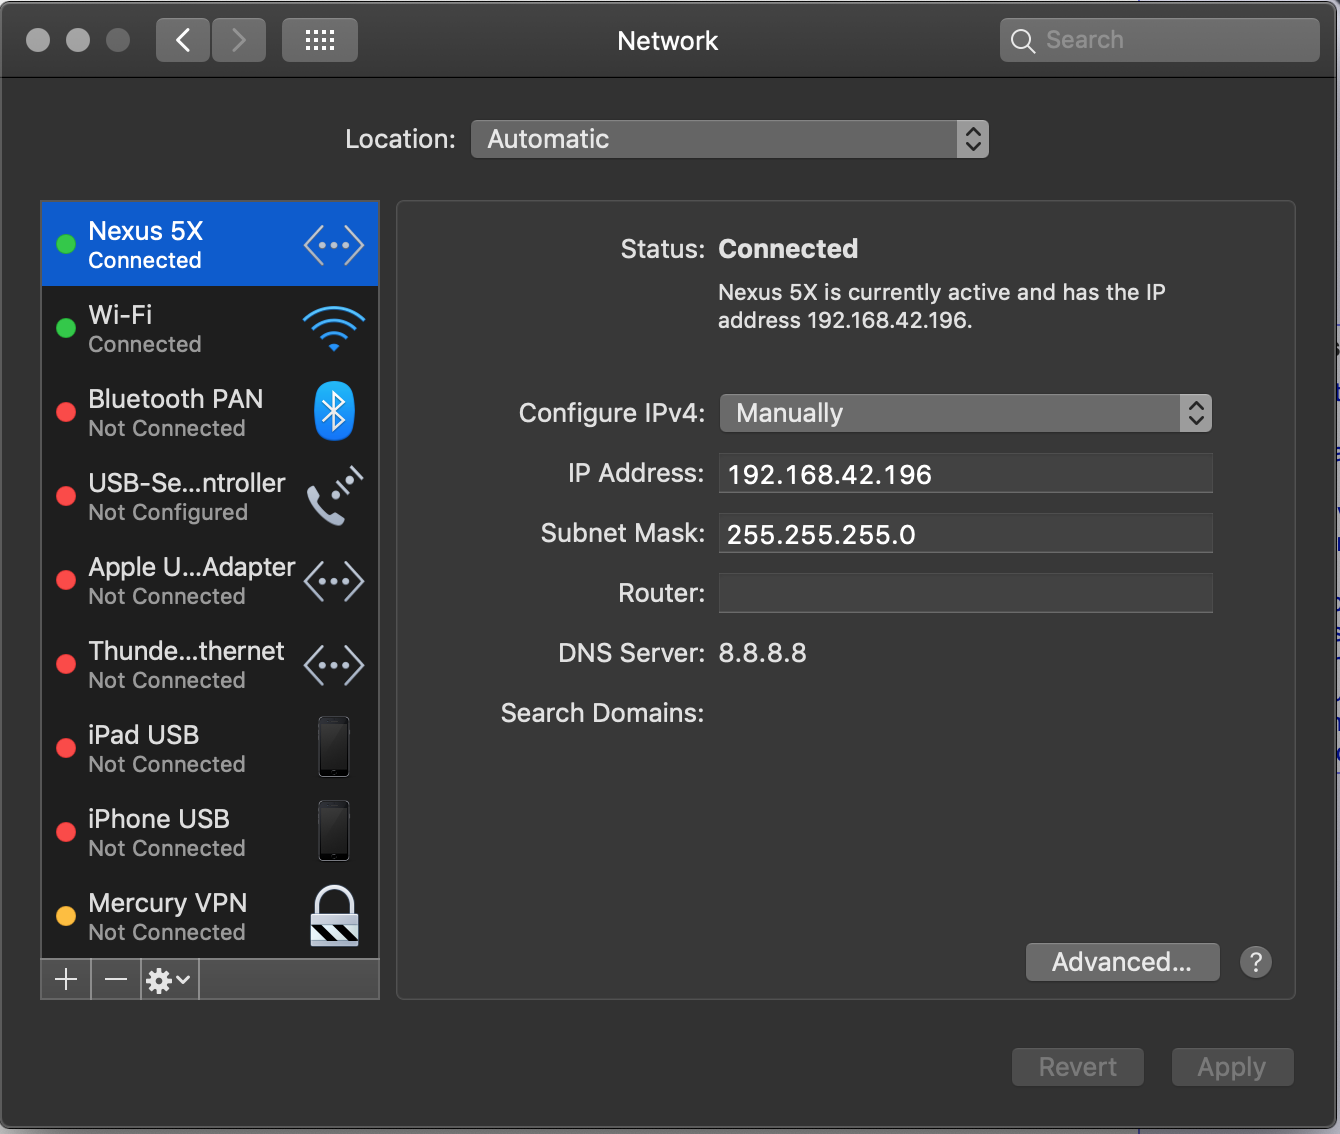 Network
Search
Location: Automatic
Nexus 5X
Connected
Wi-Fi
Connected
Bluetooth PAN
Not Connected
USB-Se...ntroller
Not Configured
Apple U...Adapter
Not Connected
Thunde...thernet
Not Connected
iPad USB
Not Connected
iPhone USB
Not Connected
Mercury VPN
Not Connected
Status: Connected
Nexus 5X is currently active and has the IP
address 192.168.42.196.
Configure IPv4: Manually
IP Address: 192.168.42.196
Subnet Mask: 255.255.255.0
Router:
DNS Server: 8.8.8.8
Search Domains:
Advanced... ?
Revert Apply